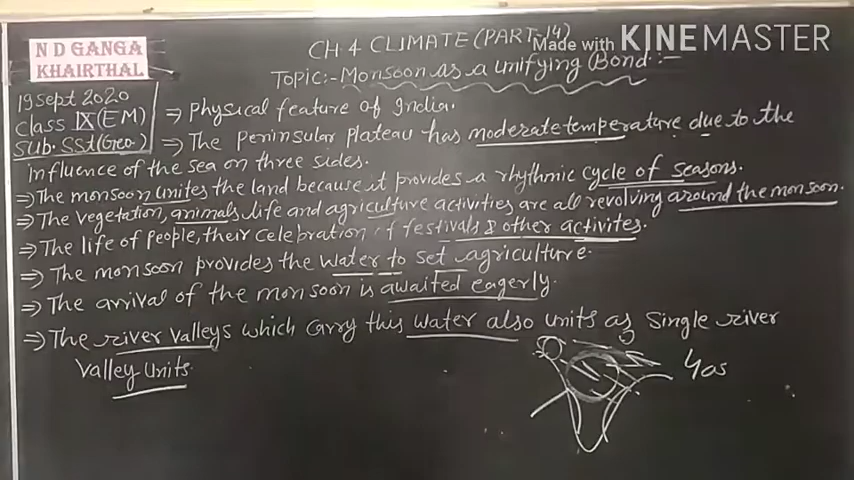 N D GANGA
KHAIRTHAL
CH 4 CLIMATE (PART-14)
Made with KINEMASTER
TOPIC:- Monsoon as a unifying Bond :-
19 Sept 2020
Class IX (EM)
Sub. SSt (Geo.)
⇒ Physical feature of India.
⇒ The Peninsular Plateau has moderate temperature due to the
influence of the sea on three sides.
⇒ The monsoon unites the land because it provides a rhythmic cycle of seasons.
⇒ The vegetation, animals life and agriculture activities are all revolving around the monsoon.
⇒ The life of people, their celebration of festivals & other activites.
⇒ The monsoon provides the water to set agriculture.
⇒ The arrival of the monsoon is awaited eagerly.
⇒ The river valleys which carry this water also units as single river
valley units.